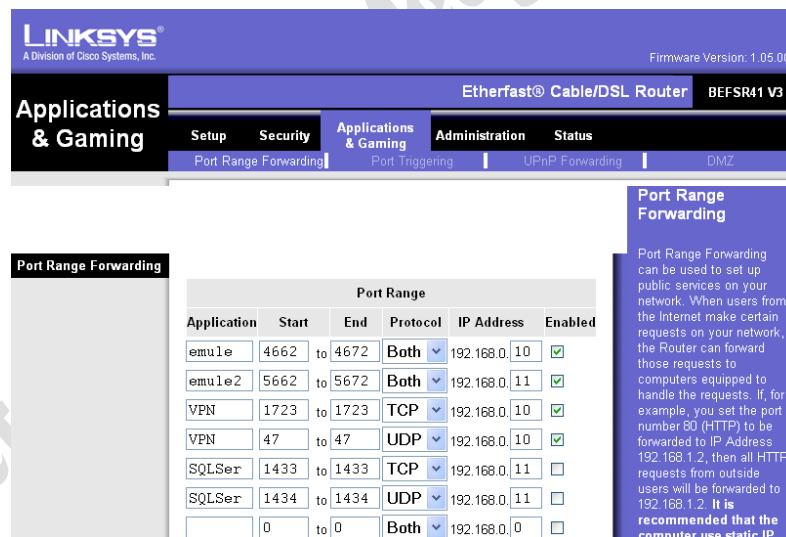 LINKSYS®
A Division of Cisco Systems, Inc.
Firmware Version: 1.05.00
Etherfast® Cable/DSL Router BEFSR41 V3
Applications & Gaming
Setup Security Applications & Gaming Administration Status
Port Range Forwarding Port Triggering UPnP Forwarding DMZ
Port Range Forwarding
Port Range
Application Start End Protocol IP Address Enabled
emule 4662 to 4672 Both 192.168.0. 10
emule2 5662 to 5672 Both 192.168.0. 11
VPN 1723 to 1723 TCP 192.168.0. 10
VPN 47 to 47 UDP 192.168.0. 10
SQLSer 1433 to 1433 TCP 192.168.0. 11
SQLSer 1434 to 1434 UDP 192.168.0. 11
0 to 0 Both 192.168.0. 0
Port Range
Forwarding
Port Range Forwarding
can be used to set up
public services on your
network. When users from
the Internet make certain
requests on your network,
the Router can forward
those requests to
computers equipped to
handle the requests. If, for
example, you set the port
number 80 (HTTP) to be
forwarded to IP Address
192.168.1.2, then all HTTP
requests from outside
users will be forwarded to
192.168.1.2. It is
recommended that the
computer use static IP